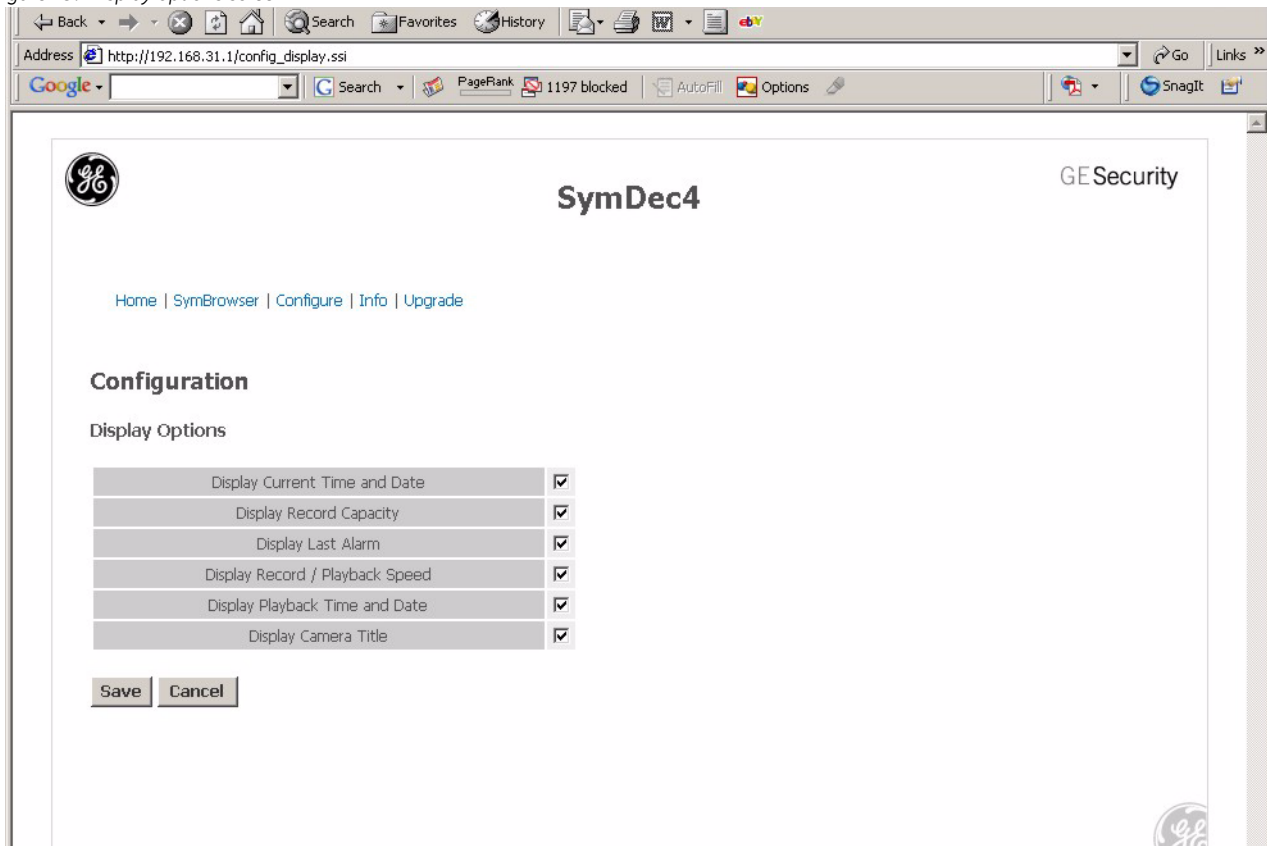 Back Search Favorites History
Address http://192.168.31.1/config_display.ssi Go Links »
Google Search PageRank 1197 blocked AutoFill Options SnagIt
GE Security
SymDec4
Home | SymBrowser | Configure | Info | Upgrade
Configuration
Display Options
Display Current Time and Date
Display Record Capacity
Display Last Alarm
Display Record / Playback Speed
Display Playback Time and Date
Display Camera Title
Save Cancel